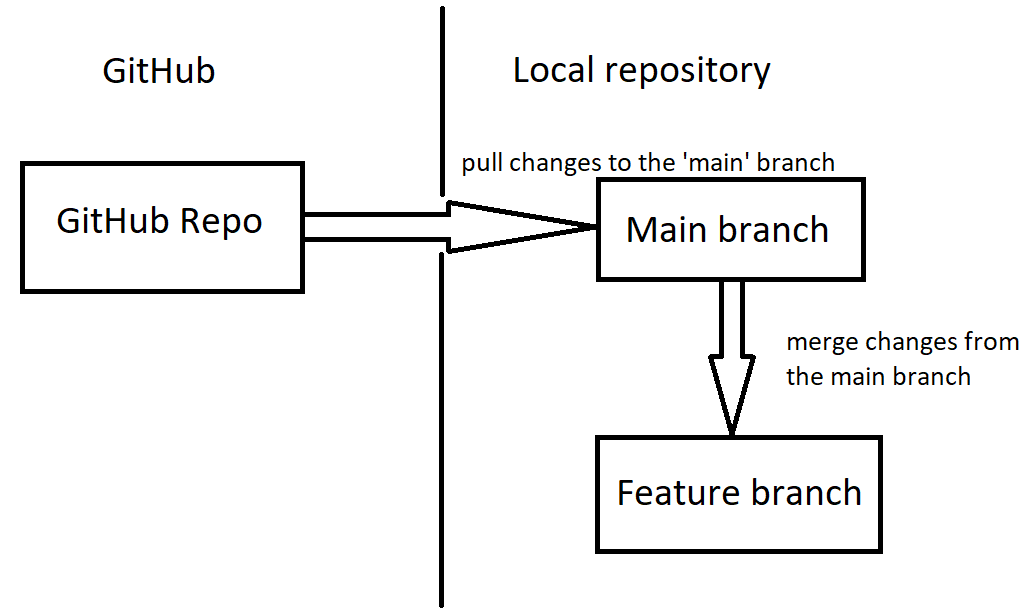 GitHub
Local repository
pull changes to the 'main' branch
GitHub Repo
Main branch
merge changes from
the main branch
Feature branch